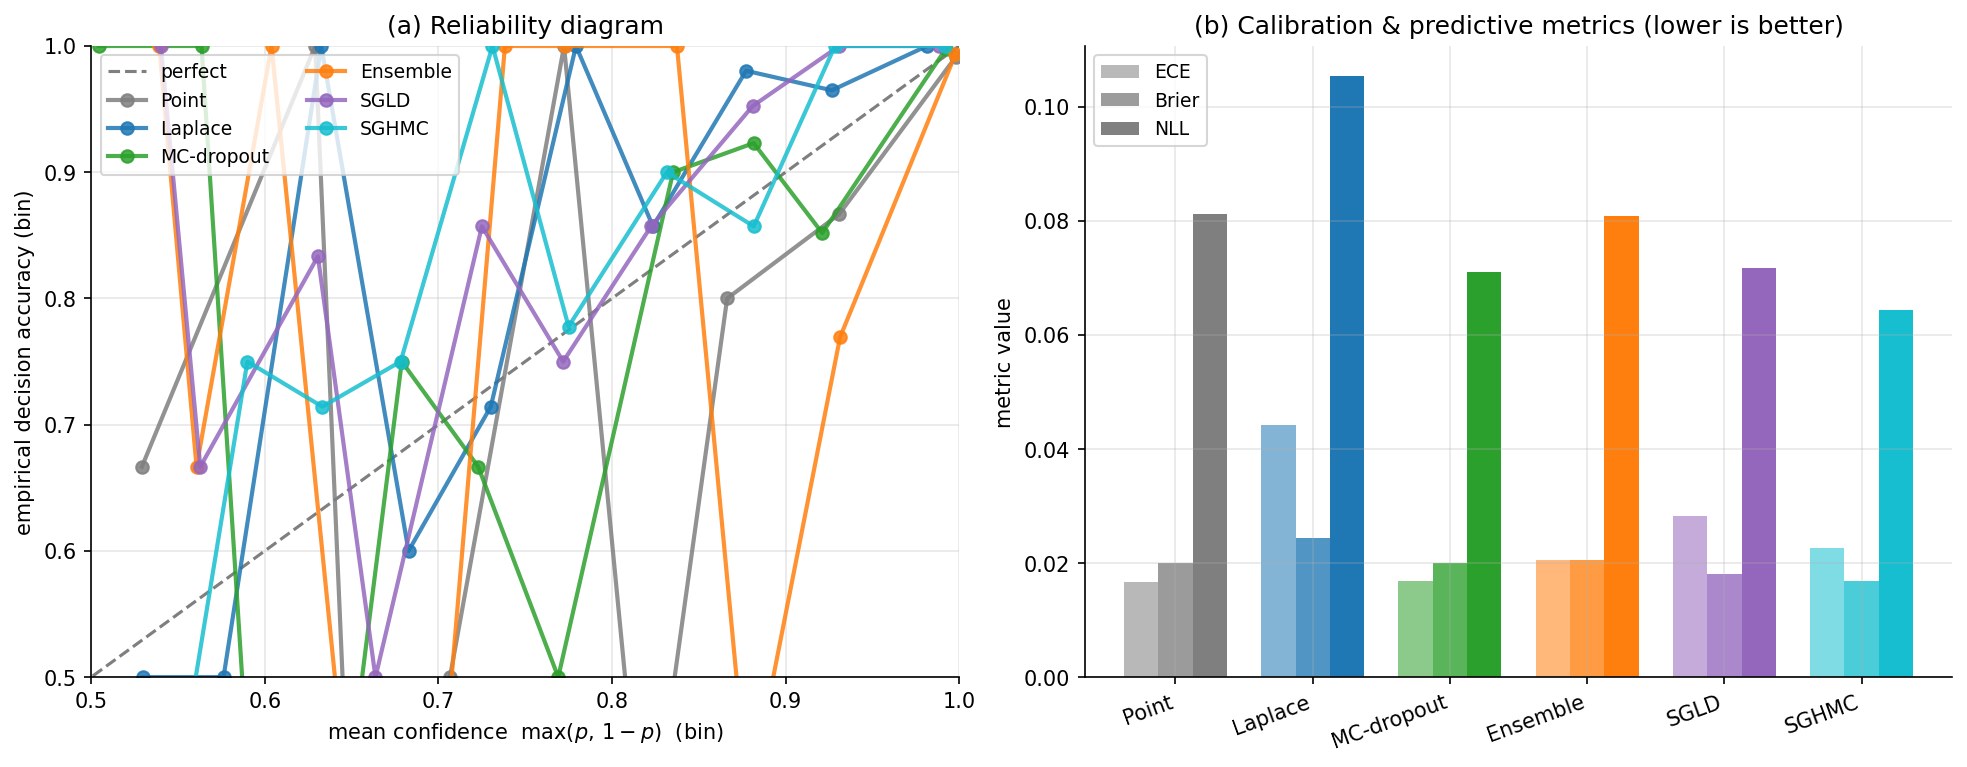 (a) Reliability diagram
1.0
0.9
0.8
0.7
0.6
0.5
empirical decision accuracy (bin)
perfect
Point
Laplace
MC-dropout
Ensemble
SGLD
SGHMC
0.5 0.6 0.7 0.8 0.9 1.0
mean confidence max(p, 1 − p) (bin)
(b) Calibration & predictive metrics (lower is better)
0.10
0.08
0.06
0.04
0.02
0.00
metric value
ECE
Brier
NLL
Point
Laplace
MC-dropout
Ensemble
SGLD
SGHMC